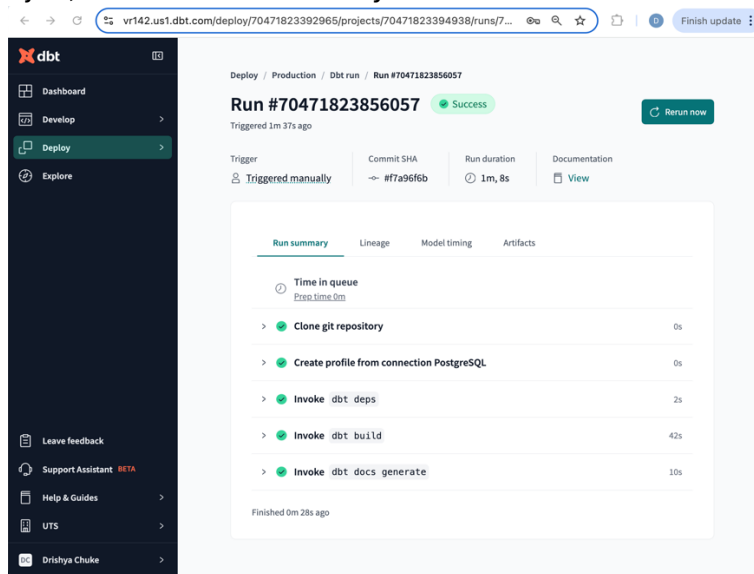 vr142.us1.dbt.com/deploy/70471823392965/projects/70471823394938/runs/7...
D
Finish update
dbt
Dashboard
Develop
Deploy
Explore
Leave feedback
Support Assistant BETA
Help & Guides
UTS
DC Drishya Chuke
Deploy / Production / Dbt run / Run #70471823856057
Run #70471823856057 Success
Rerun now
Triggered 1m 37s ago
Trigger Commit SHA Run duration Documentation
Triggered manually #f7a96f6b 1m, 8s View
Run summary Lineage Model timing Artifacts
Time in queue
Prep time 0m
Clone git repository 0s
Create profile from connection PostgreSQL 0s
Invoke dbt deps 2s
Invoke dbt build 42s
Invoke dbt docs generate 10s
Finished 0m 28s ago